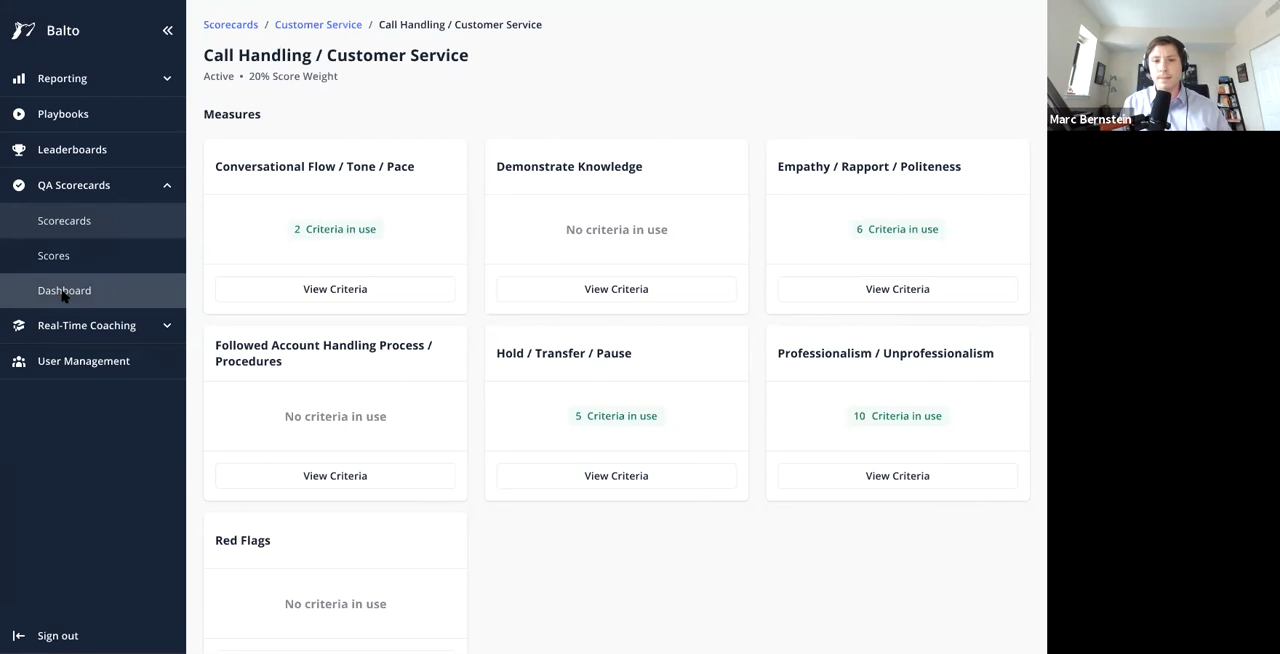 Balto
Reporting
Playbooks
Leaderboards
QA Scorecards
Scorecards
Scores
Dashboard
Real-Time Coaching
User Management
Sign out
Scorecards / Customer Service / Call Handling / Customer Service
Call Handling / Customer Service
Active • 20% Score Weight
Measures
Conversational Flow / Tone / Pace
2 Criteria in use
View Criteria
Demonstrate Knowledge
No criteria in use
View Criteria
Empathy / Rapport / Politeness
6 Criteria in use
View Criteria
Followed Account Handling Process /
Procedures
No criteria in use
View Criteria
Hold / Transfer / Pause
5 Criteria in use
View Criteria
Professionalism / Unprofessionalism
10 Criteria in use
View Criteria
Red Flags
No criteria in use
Marc Bernstein